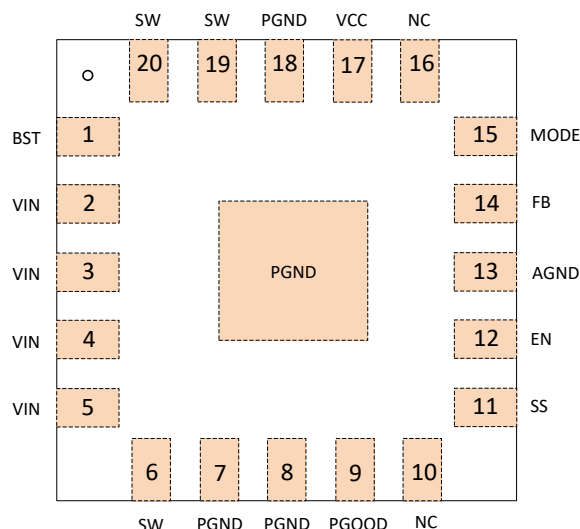 SW SW PGND VCC NC
20 19 18 17 16
BST 1 15 MODE
VIN 2 14 FB
VIN 3 PGND 13 AGND
VIN 4 12 EN
VIN 5 11 SS
6 7 8 9 10
SW PGND PGND PGOOD NC